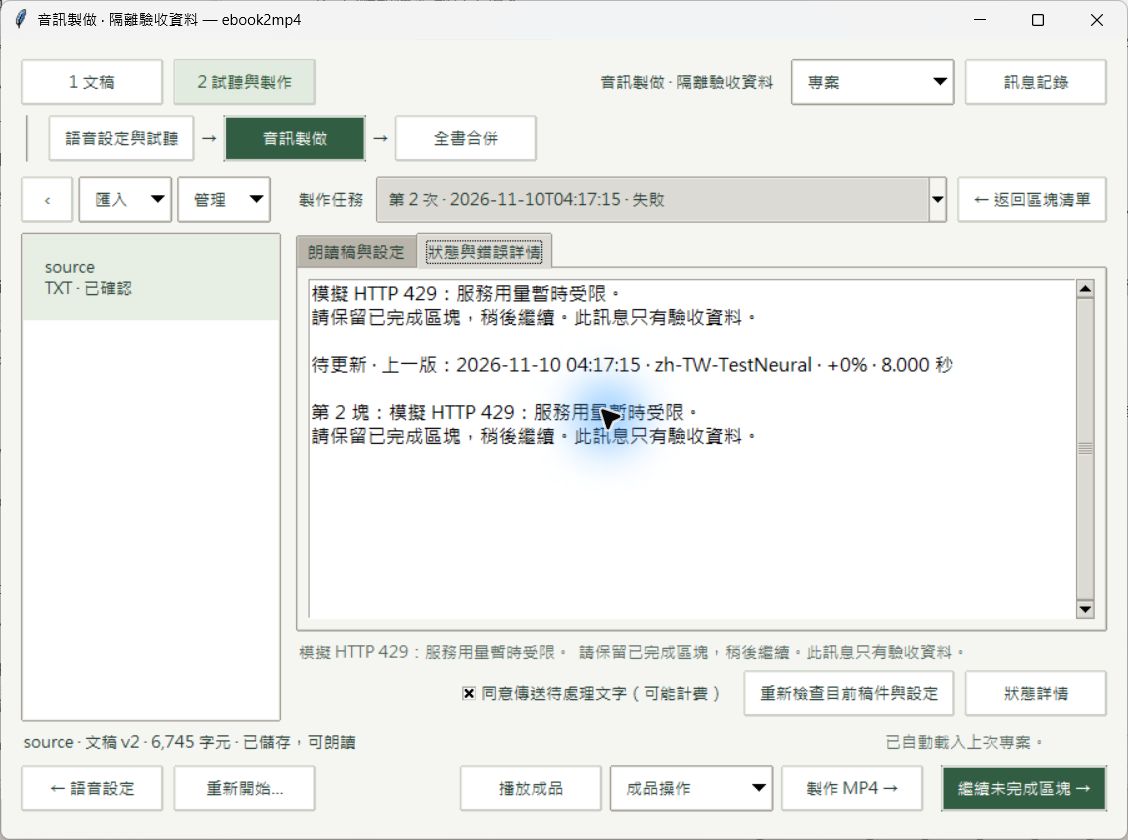 音訊製做 · 隔離驗收資料 — ebook2mp4
1 文稿
2 試聽與製作
音訊製做 · 隔離驗收資料
專案
訊息記錄
語音設定與試聽
→
音訊製做
→
全書合併
‹
匯入
管理
製作任務
第 2 次 · 2026-11-10T04:17:15 · 失敗
← 返回區塊清單
source
TXT · 已確認
朗讀稿與設定
狀態與錯誤詳情
模擬 HTTP 429：服務用量暫時受限。
請保留已完成區塊，稍後繼續。此訊息只有驗收資料。
待更新 · 上一版：2026-11-10 04:17:15 · zh-TW-TestNeural · +0% · 8.000 秒
第 2 塊：模擬 HTTP 429：服務用量暫時受限。
請保留已完成區塊，稍後繼續。此訊息只有驗收資料。
模擬 HTTP 429：服務用量暫時受限。 請保留已完成區塊，稍後繼續。此訊息只有驗收資料。
同意傳送待處理文字（可能計費）
重新檢查目前稿件與設定
狀態詳情
source · 文稿 v2 · 6,745 字元 · 已儲存，可朗讀
已自動載入上次專案。
← 語音設定
重新開始...
播放成品
成品操作
製作 MP4 →
繼續未完成區塊 →